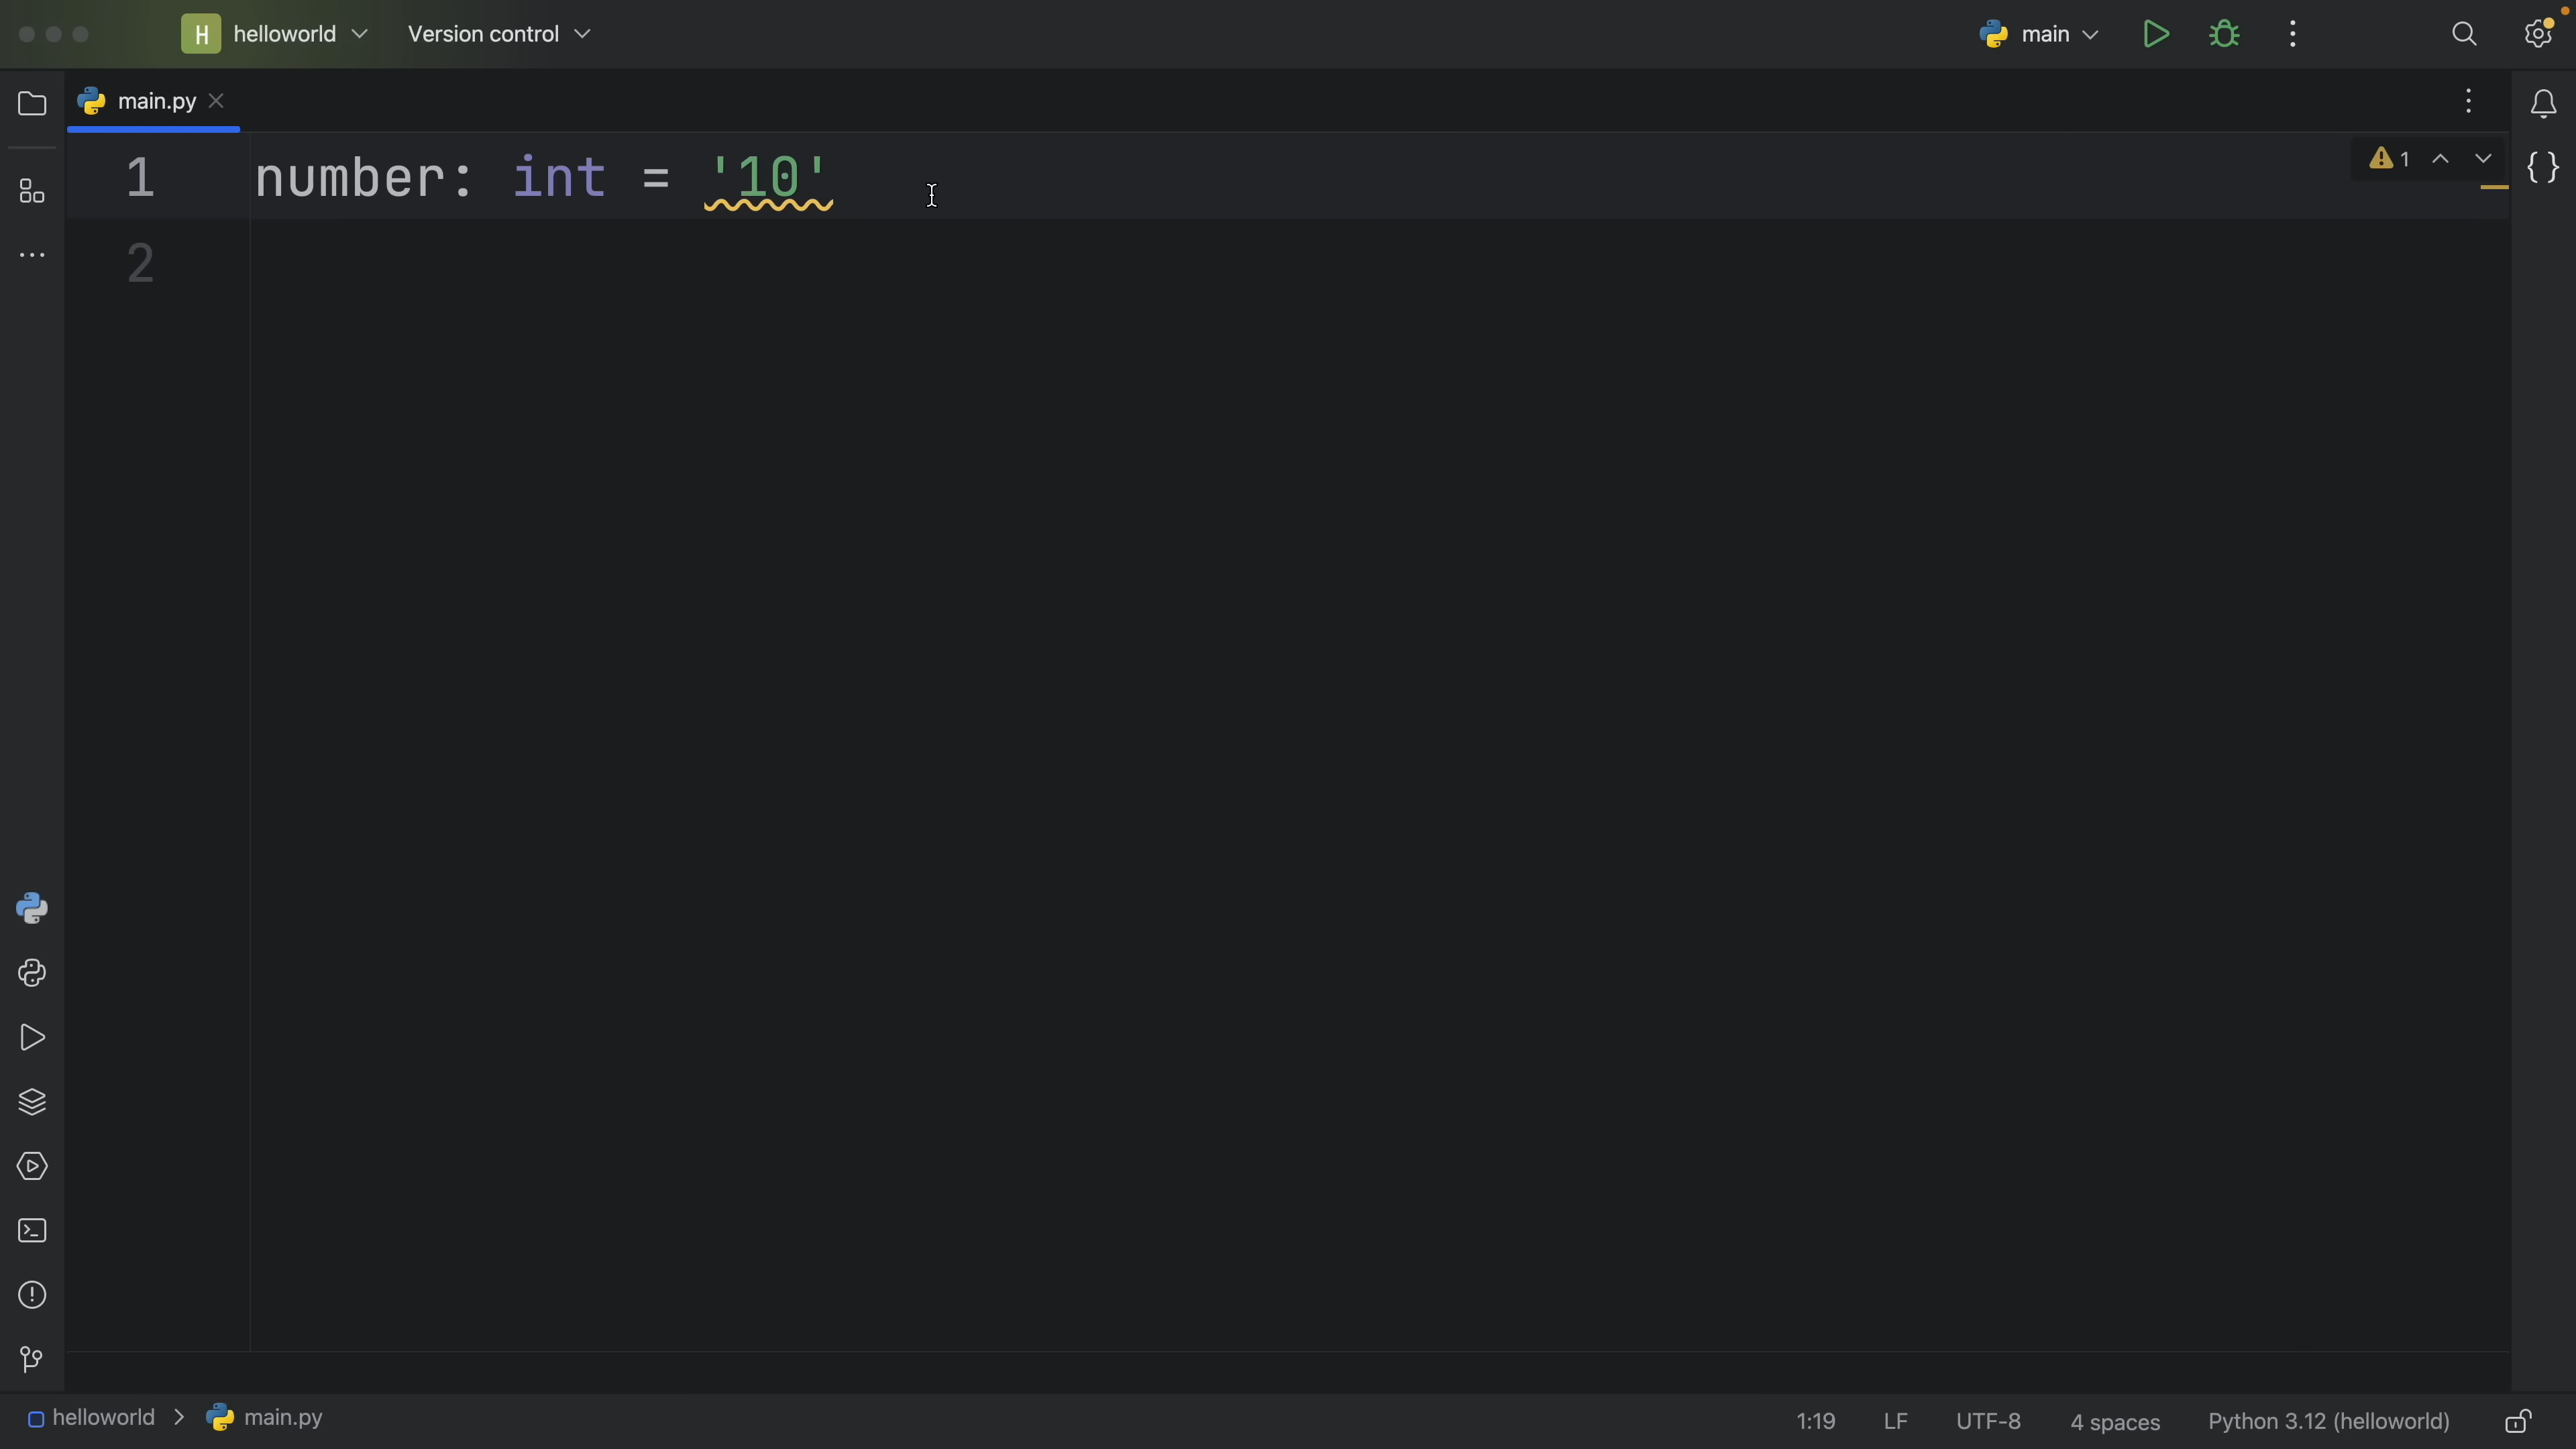 H helloworld Version control main
main.py
1 number: int = '10' 1
2
helloworld > main.py 1:19 LF UTF-8 4 spaces Python 3.12 (helloworld)